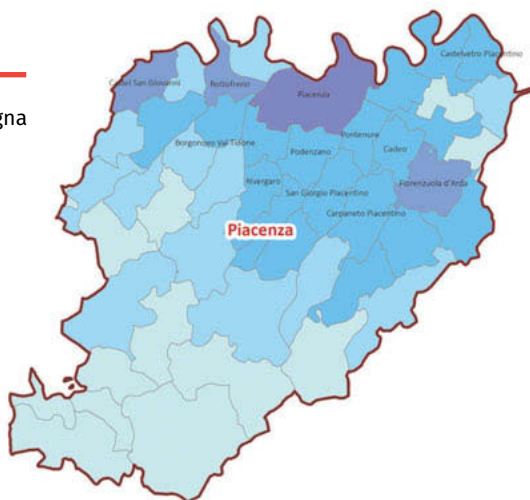 Castelvetro Piacentino
Castel San Giovanni
Rottofreno
Piacenza
gna
Pontenure
Borgonovo Val Tidone
Podenzano
Cadeo
Rivergaro
Fiorenzuola d'Arda
San Giorgio Piacentino
Carpaneto Piacentino
Piacenza